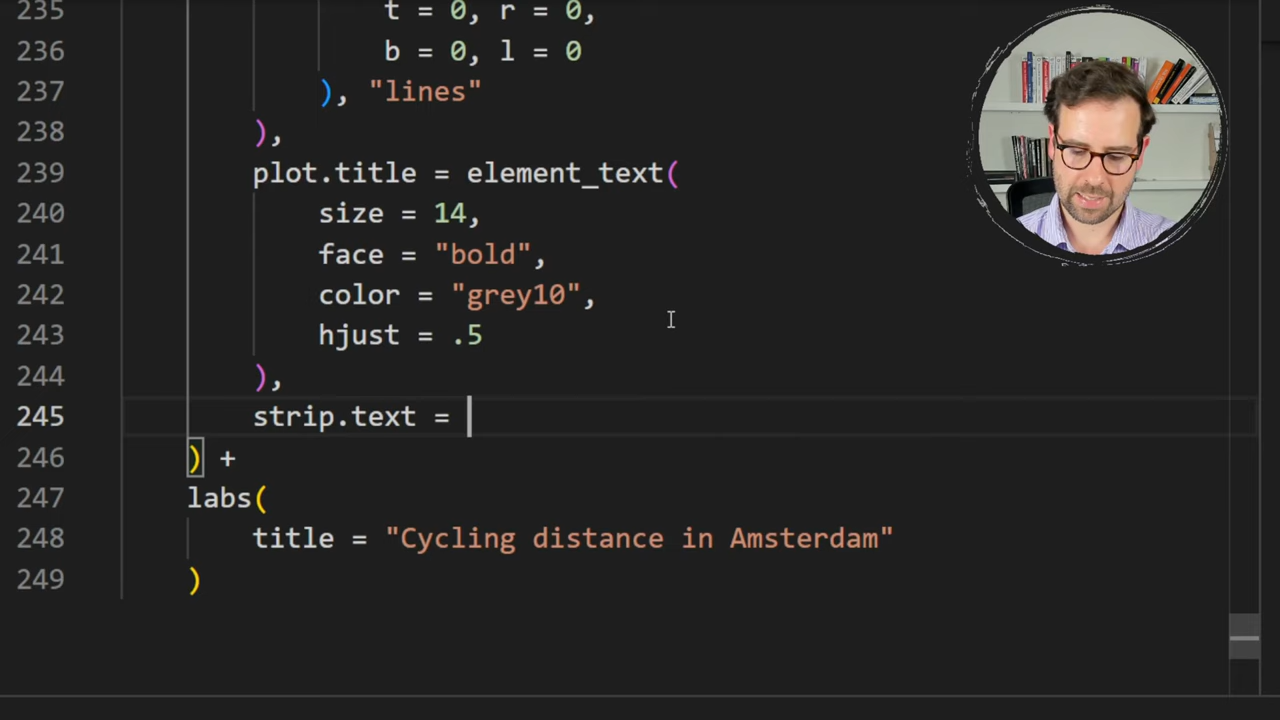 235 t = 0, r = 0,
236 b = 0, l = 0
237 ), "lines"
238 ),
239 plot.title = element_text(
240 size = 14,
241 face = "bold",
242 color = "grey10",
243 hjust = .5
244 ),
245 strip.text =
246 ) +
247 labs(
248 title = "Cycling distance in Amsterdam"
249 )